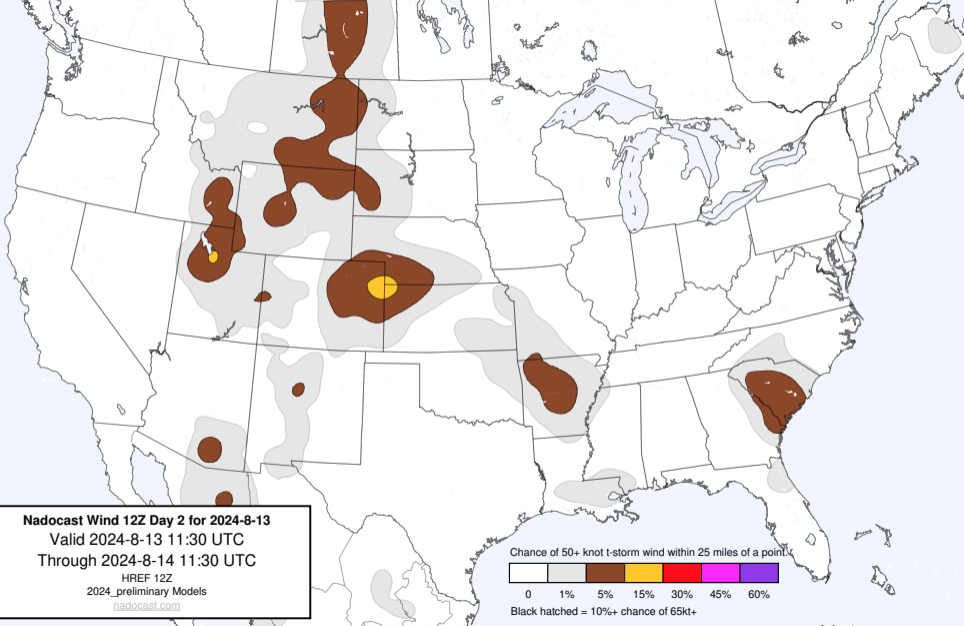 Nadocast Wind 12Z Day 2 for 2024-8-13
Valid 2024-8-13 11:30 UTC
Through 2024-8-14 11:30 UTC
HREF 12Z
2024_preliminary Models
nadocast.com
Chance of 50+ knot t-storm wind within 25 miles of a point.
0 1% 5% 15% 30% 45% 60%
Black hatched = 10%+ chance of 65kt+